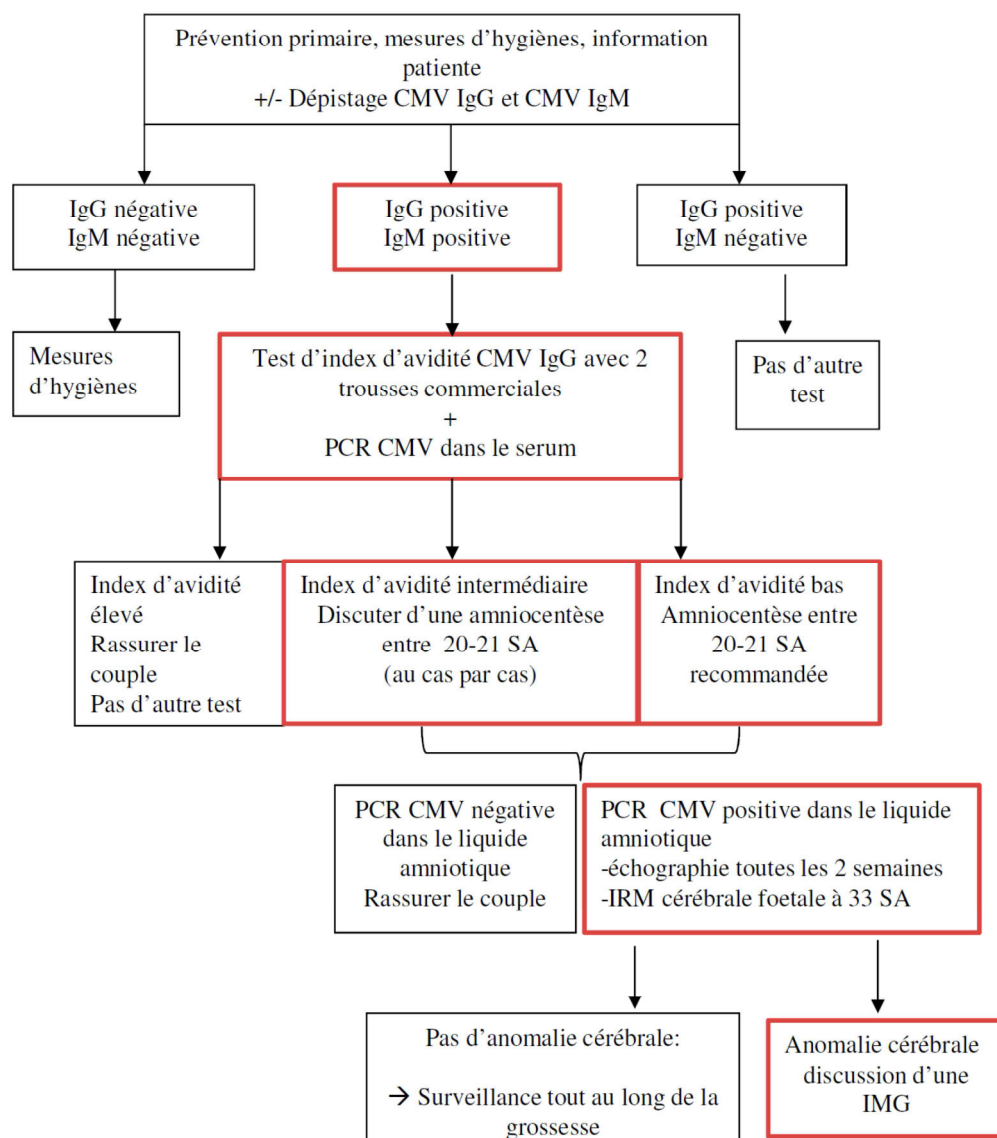 Prévention primaire, mesures d'hygiènes, information
patiente
+/- Dépistage CMV IgG et CMV IgM
IgG négative
IgM négative
IgG positive
IgM positive
IgG positive
IgM négative
Mesures
d'hygiènes
Test d'index d'avidité CMV IgG avec 2
trousses commerciales
+
PCR CMV dans le serum
Pas d'autre
test
Index d'avidité
élevé
Rassurer le
couple
Pas d'autre test
Index d'avidité intermédiaire
Discuter d'une amniocentèse
entre 20-21 SA
(au cas par cas)
Index d'avidité bas
Amniocentèse entre
20-21 SA
recommandée
PCR CMV négative
dans le liquide
amniotique
Rassurer le couple
PCR CMV positive dans le liquide
amniotique
-échographie toutes les 2 semaines
-IRM cérébrale foetale à 33 SA
Pas d'anomalie cérébrale:
→ Surveillance tout au long de la
grossesse
Anomalie cérébrale
discussion d'une
IMG